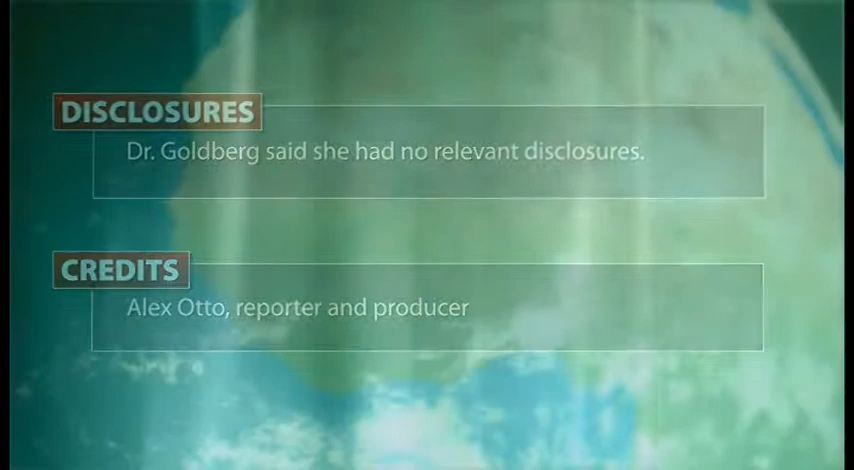 DISCLOSURES
Dr. Goldberg said she had no relevant disclosures.
CREDITS
Alex Otto, reporter and producer